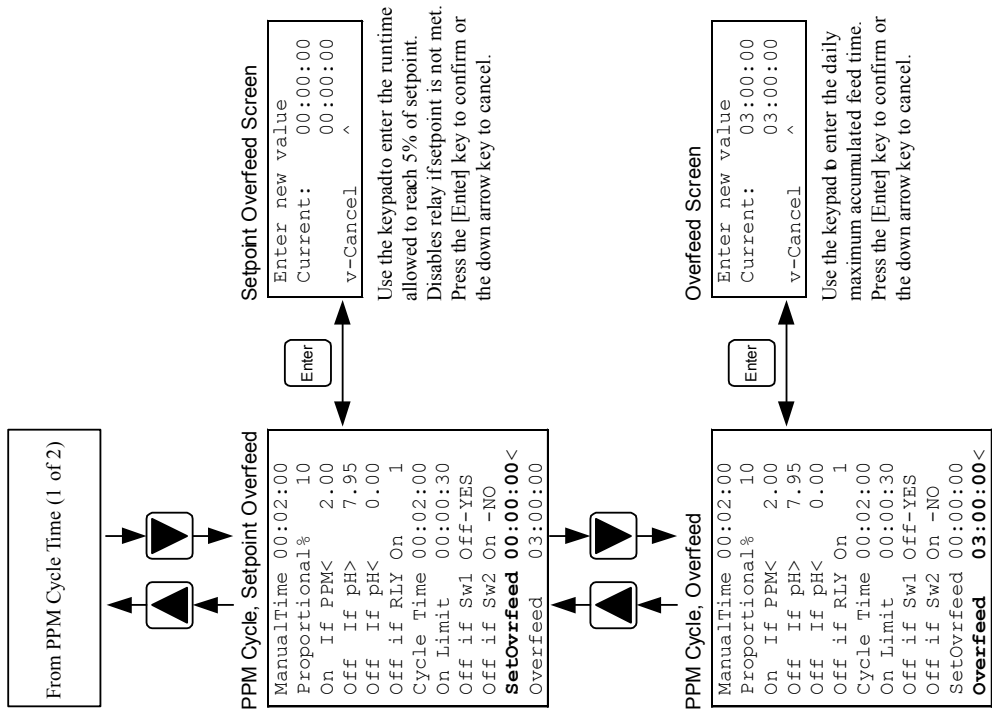 From PPM Cycle Time (1 of 2)
PPM Cycle, Setpoint Overfeed
ManualTime 00:02:00
Proportional% 10
On If PPM< 2.00
Off If pH> 7.95
Off If pH< 0.00
Off if RLY On 1
Cycle Time 00:02:00
On Limit 00:00:30
Off if Sw1 Off-YES
Off if Sw2 On -NO
SetOvrfeed 00:00:00<
Overfeed 03:00:00
Enter
Setpoint Overfeed Screen
Enter new value
Current: 00:00:00
00:00:00
v-Cancel ^
Use the keypadto enter the runtime
allowed to reach 5% of setpoint.
Disables relay if setpoint is not met.
Press the [Enter] key to confirm or
the down arrow key to cancel.
PPM Cycle, Overfeed
ManualTime 00:02:00
Proportional% 10
On If PPM< 2.00
Off If pH> 7.95
Off If pH< 0.00
Off if RLY On 1
Cycle Time 00:02:00
On Limit 00:00:30
Off if Sw1 Off-YES
Off if Sw2 On -NO
SetOvrfeed 00:00:00
Overfeed 03:00:00<
Enter
Overfeed Screen
Enter new value
Current: 03:00:00
03:00:00
v-Cancel ^
Use the keypad to enter the daily
maximum accumulated feed time.
Press the [Enter] key to confirm or
the down arrow key to cancel.